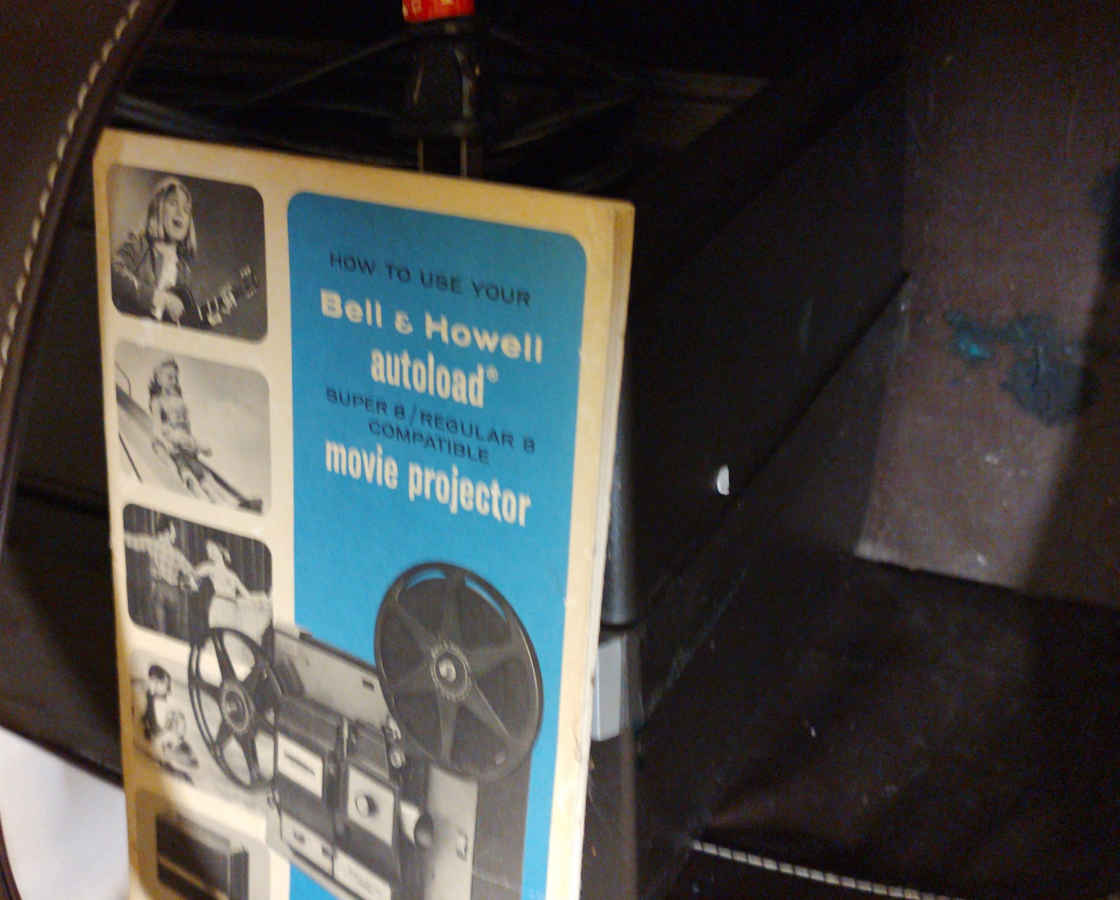 HOW TO USE YOUR
Bell & Howell
autoload®
SUPER 8/REGULAR 8
COMPATIBLE
movie projector